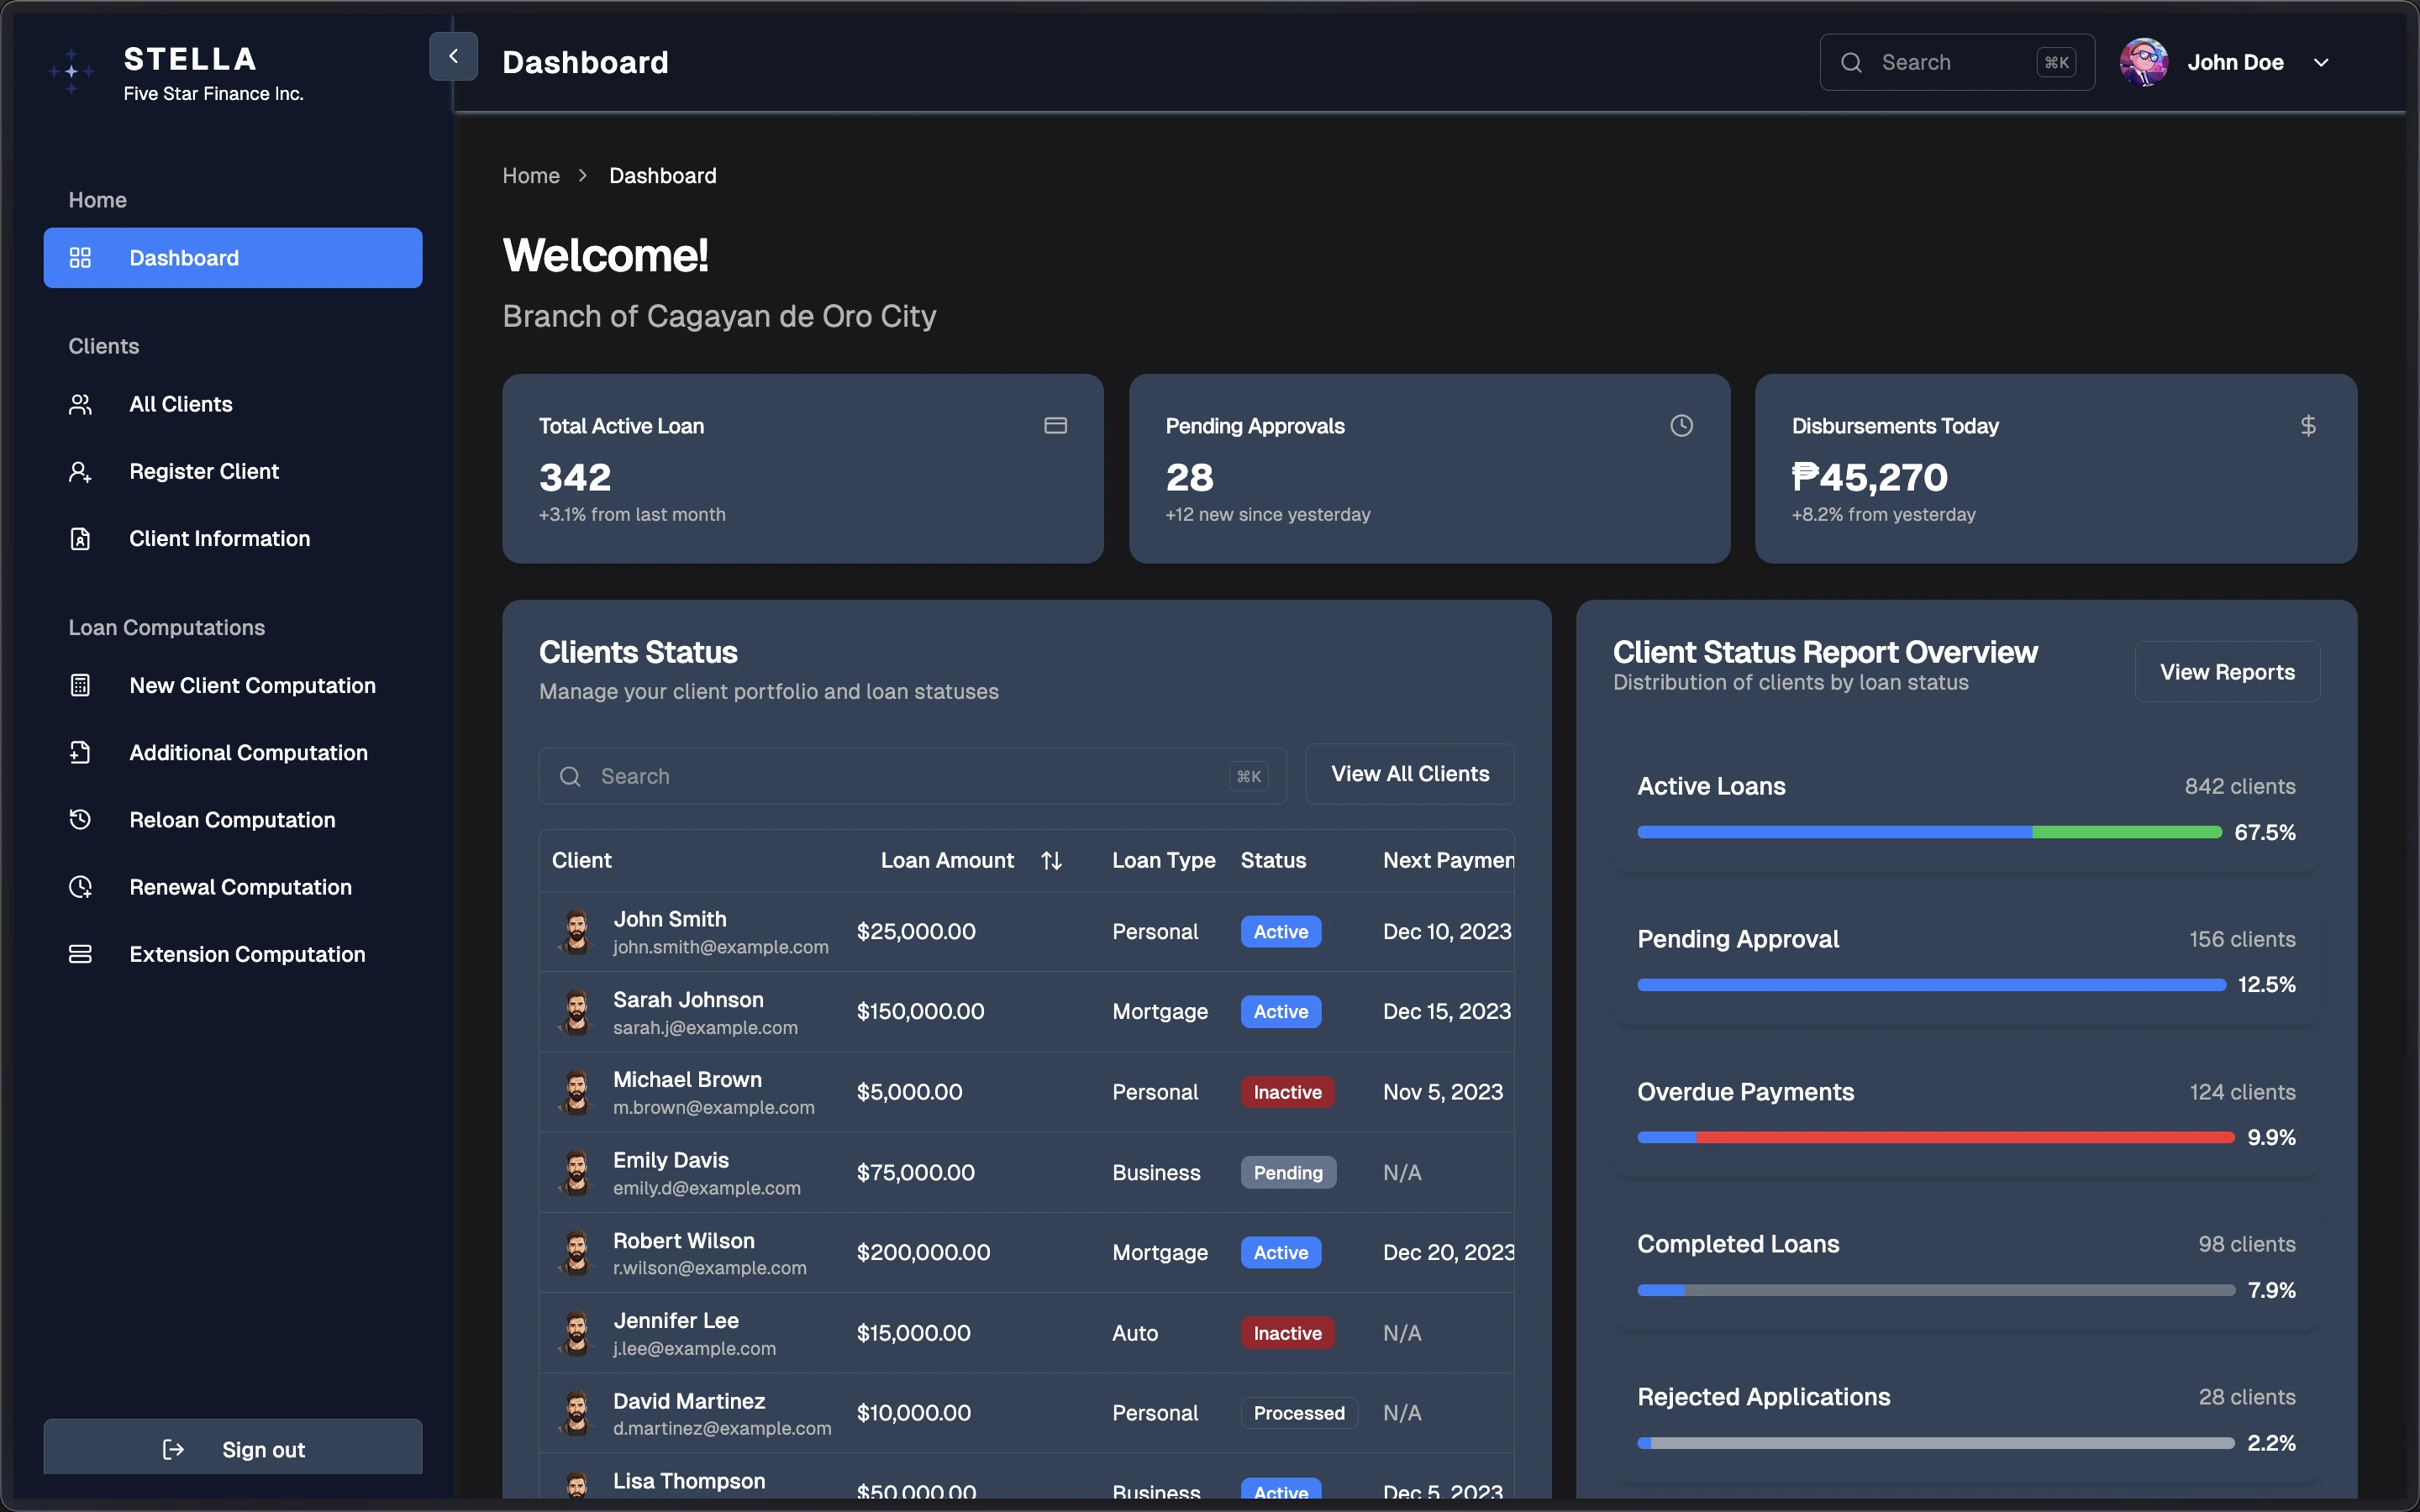 STELLA
Five Star Finance Inc.
Dashboard
Search ⌘K
John Doe
Home
Dashboard
Clients
All Clients
Register Client
Client Information
Loan Computations
New Client Computation
Additional Computation
Reloan Computation
Renewal Computation
Extension Computation
Sign out
Home > Dashboard
Welcome!
Branch of Cagayan de Oro City
Total Active Loan
342
+3.1% from last month
Pending Approvals
28
+12 new since yesterday
Disbursements Today
₱45,270
+8.2% from yesterday
Clients Status
Manage your client portfolio and loan statuses
Search ⌘K
View All Clients
Client Loan Amount Loan Type Status Next Paymen
John Smith
john.smith@example.com
$25,000.00 Personal Active Dec 10, 2023
Sarah Johnson
sarah.j@example.com
$150,000.00 Mortgage Active Dec 15, 2023
Michael Brown
m.brown@example.com
$5,000.00 Personal Inactive Nov 5, 2023
Emily Davis
emily.d@example.com
$75,000.00 Business Pending N/A
Robert Wilson
r.wilson@example.com
$200,000.00 Mortgage Active Dec 20, 2023
Jennifer Lee
j.lee@example.com
$15,000.00 Auto Inactive N/A
David Martinez
d.martinez@example.com
$10,000.00 Personal Processed N/A
Lisa Thompson
$50,000.00 Business Active Dec 5, 2023
Client Status Report Overview
Distribution of clients by loan status
View Reports
Active Loans 842 clients
67.5%
Pending Approval 156 clients
12.5%
Overdue Payments 124 clients
9.9%
Completed Loans 98 clients
7.9%
Rejected Applications 28 clients
2.2%